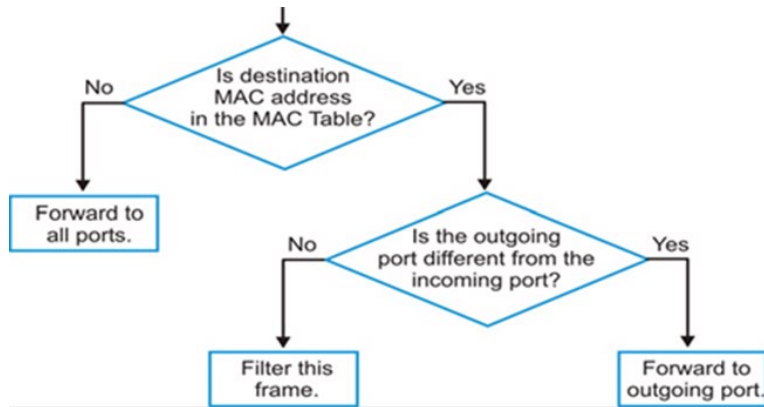 No
Is destination
MAC address
in the MAC Table?
Yes
Forward to
all ports.
No
Is the outgoing
port different from the
incoming port?
Yes
Filter this
frame.
Forward to
outgoing port.